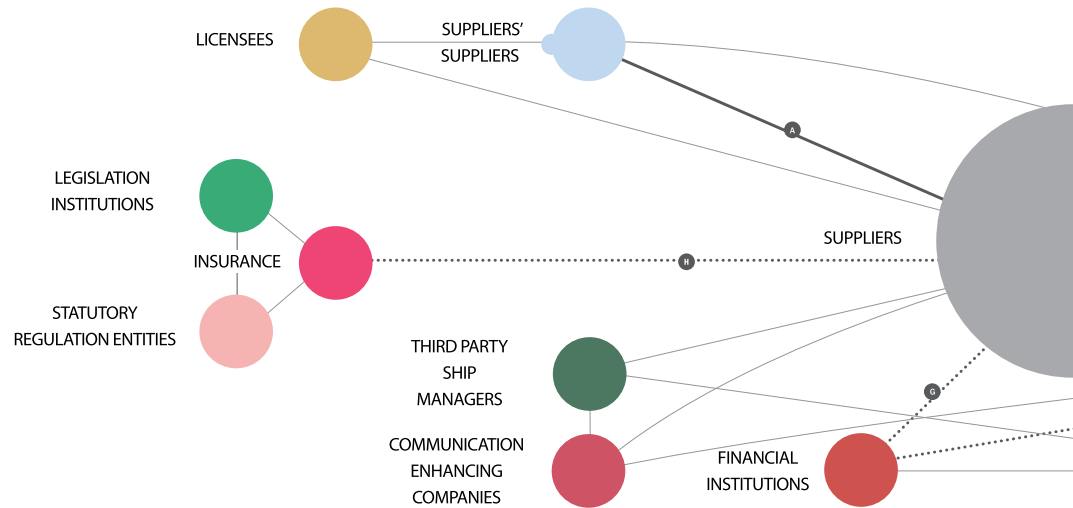 LICENSEES
SUPPLIERS’
SUPPLIERS
A
LEGISLATION
INSTITUTIONS
INSURANCE
SUPPLIERS
H
STATUTORY
REGULATION ENTITIES
THIRD PARTY
SHIP
MANAGERS
G
COMMUNICATION
ENHANCING
COMPANIES
FINANCIAL
INSTITUTIONS